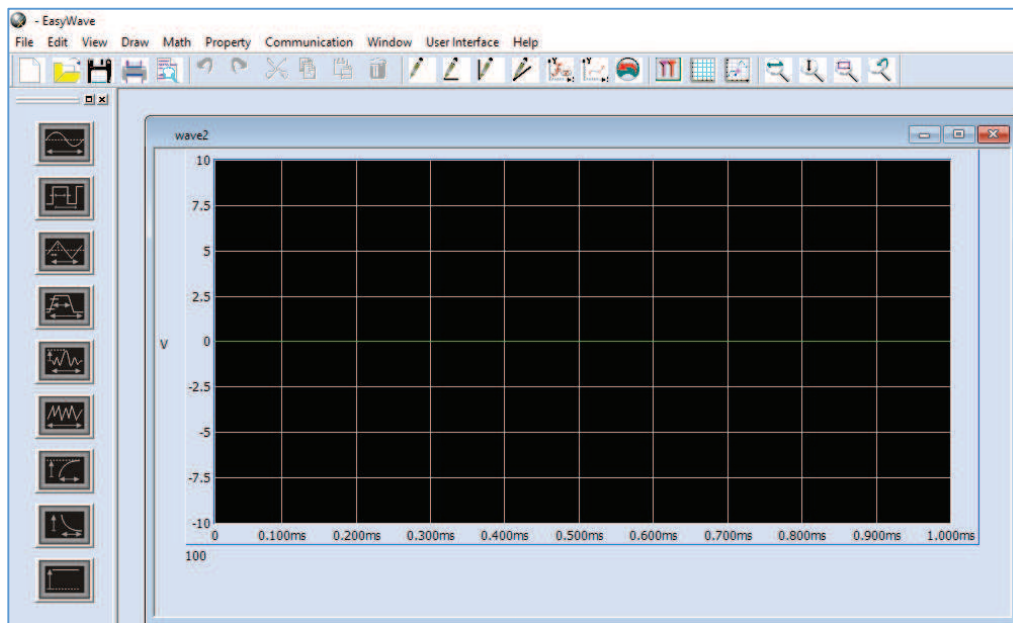 - EasyWave
File Edit View Draw Math Property Communication Window User Interface Help
wave2
10
7.5
5
2.5
V 0
-2.5
-5
-7.5
-10
0 0.100ms 0.200ms 0.300ms 0.400ms 0.500ms 0.600ms 0.700ms 0.800ms 0.900ms 1.000ms
100